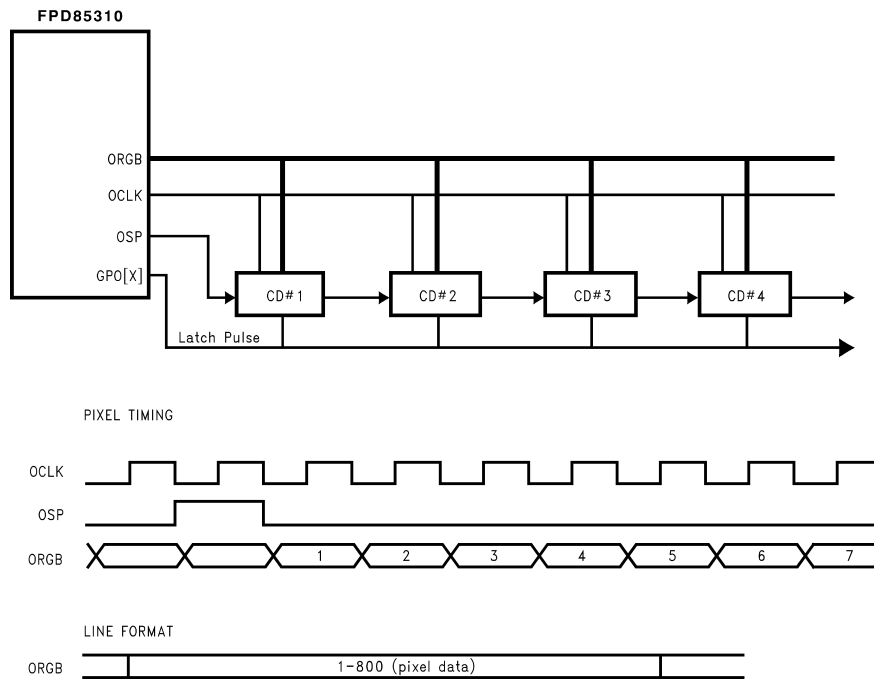 FPD85310
ORGB
OCLK
OSP
GPO[X]
CD#1
CD#2
CD#3
CD#4
Latch Pulse
PIXEL TIMING
OCLK
OSP
ORGB
1 2 3 4 5 6 7
LINE FORMAT
ORGB
1-800 (pixel data)